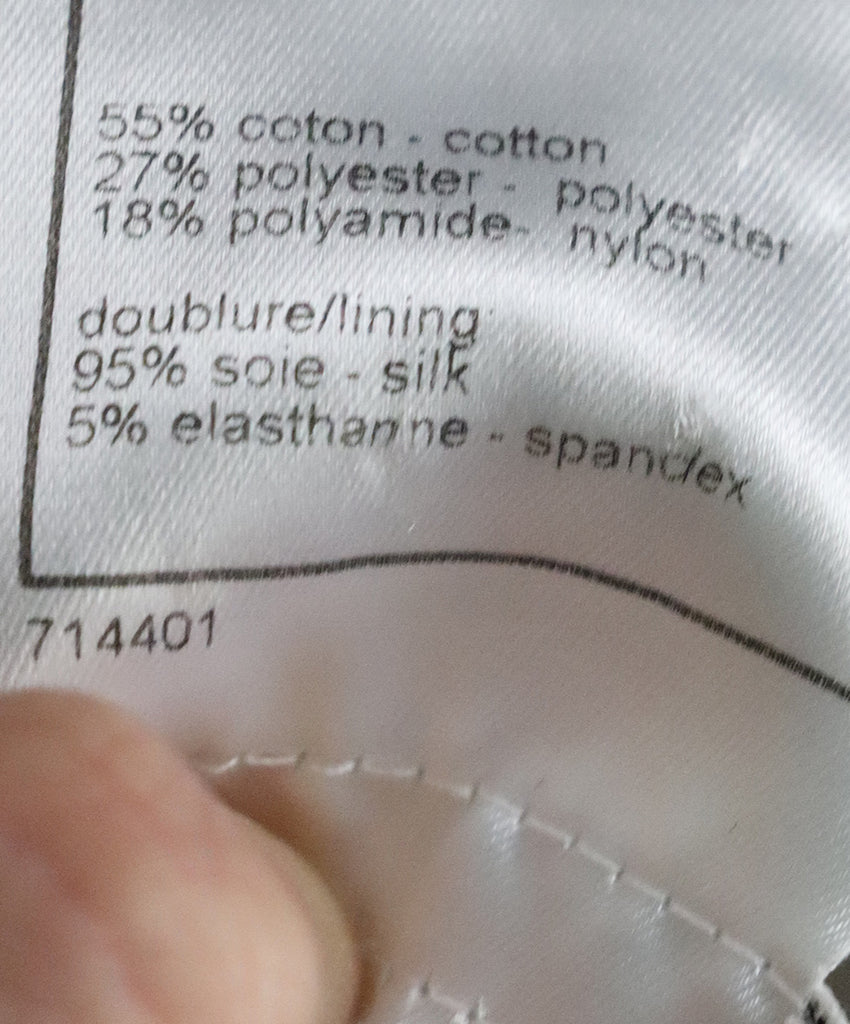 55% coton - cotton
27% polyester - polyester
18% polyamide- nylon
doublure/lining
95% soie - silk
5% elasthanne - spandex
714401